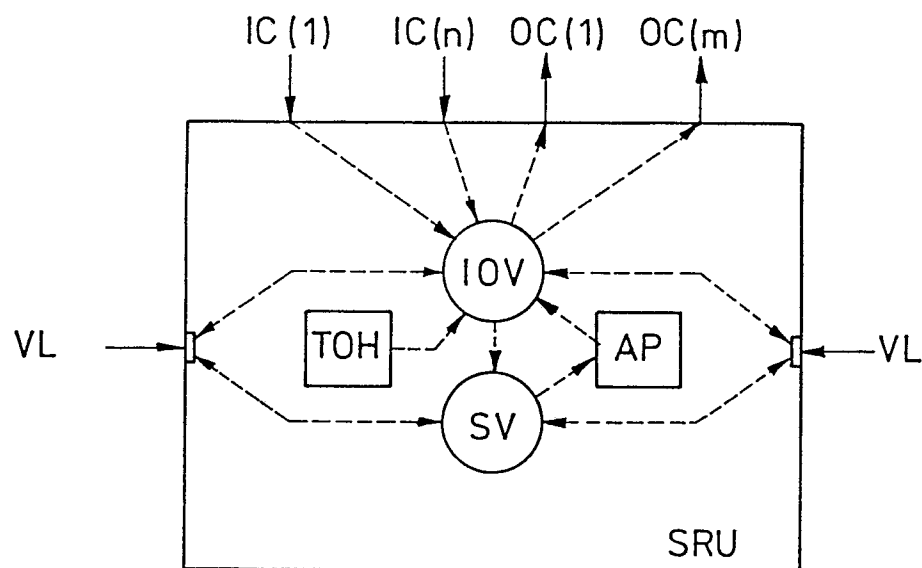 IC(1) IC(n) OC(1) OC(m)
IOV
VL TOH AP VL
SV
SRU